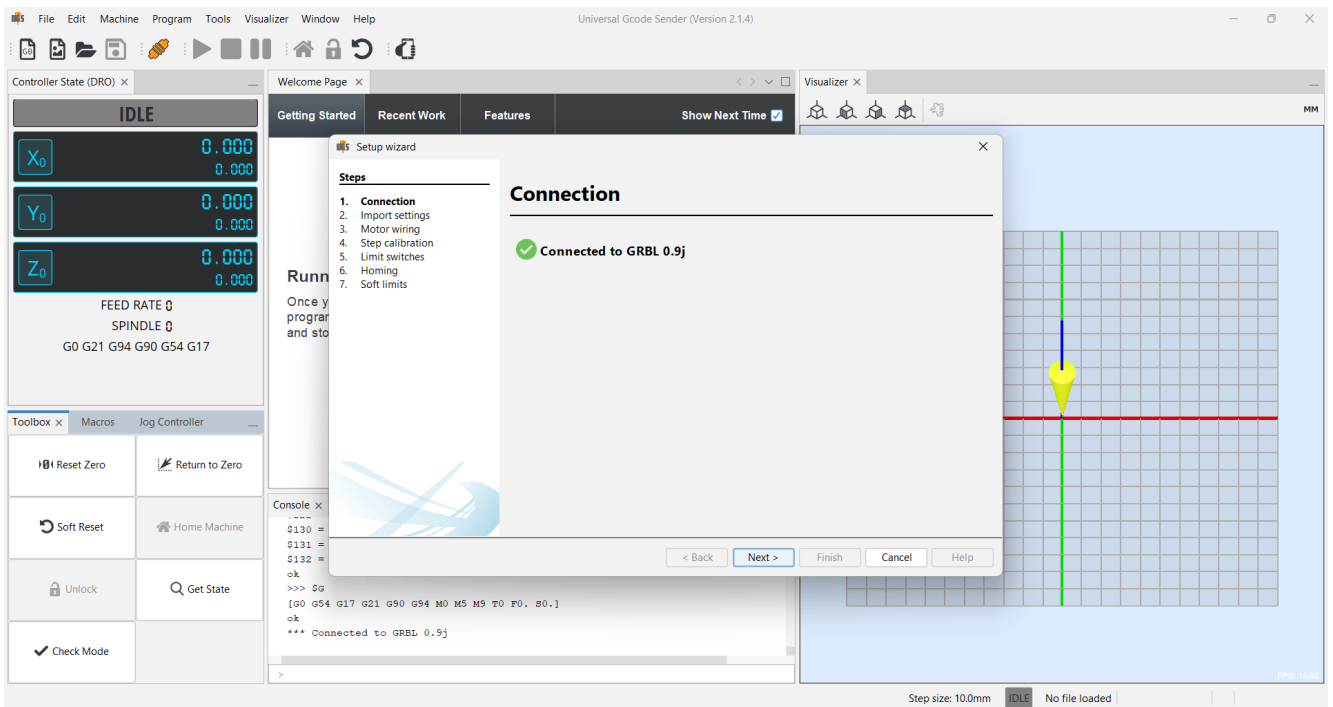 File Edit Machine Program Tools Visualizer Window Help
Universal Gcode Sender (Version 2.1.4)
Controller State (DRO)
IDLE
X0 0.000
0.000
Y0 0.000
0.000
Z0 0.000
0.000
FEED RATE 0
SPINDLE 0
G0 G21 G94 G90 G54 G17
Toolbox Macros Jog Controller
Reset Zero
Return to Zero
Soft Reset
Home Machine
Unlock
Get State
Check Mode
Welcome Page
Getting Started Recent Work Features Show Next Time
Runn
Once y
progran
and sto
Setup wizard
Steps
1. Connection
2. Import settings
3. Motor wiring
4. Step calibration
5. Limit switches
6. Homing
7. Soft limits
Connection
Connected to GRBL 0.9j
< Back Next > Finish Cancel Help
Console
$130 =
$131 =
$132 =
ok
>>> $G
[G0 G54 G17 G21 G90 G94 M0 M5 M9 T0 F0. S0.]
ok
*** Connected to GRBL 0.9j
>
Visualizer
MM
Step size: 10.0mm IDLE No file loaded